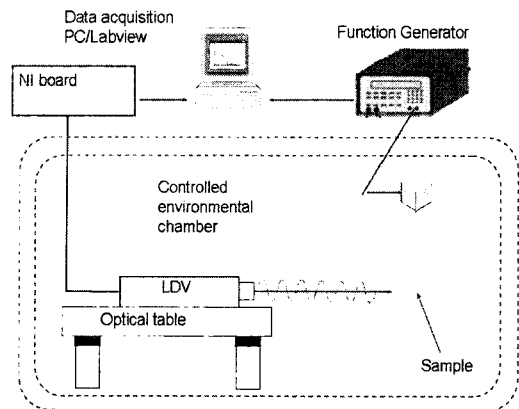 Data acquisition
PC/Labview
Function Generator
NI board
Controlled
environmental
chamber
LDV
Optical table
Sample